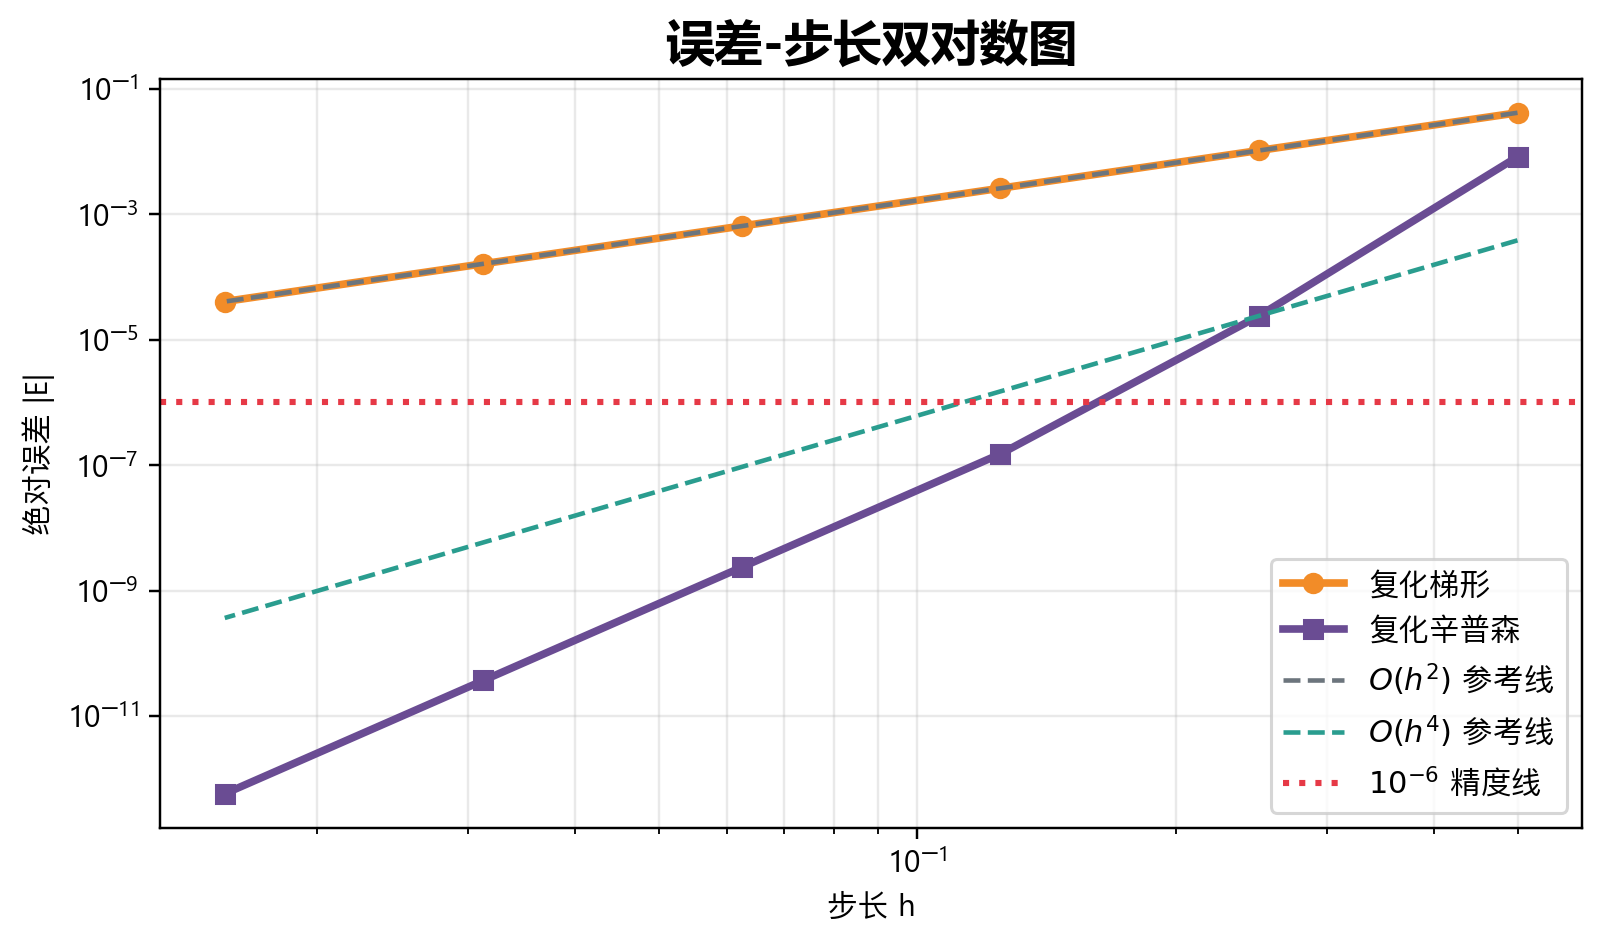 误差-步长双对数图
绝对误差 |E|
10⁻¹
10⁻³
10⁻⁵
10⁻⁷
10⁻⁹
10⁻¹¹
复化梯形
复化辛普森
O(h²) 参考线
O(h⁴) 参考线
10⁻⁶ 精度线
10⁻¹
步长 h